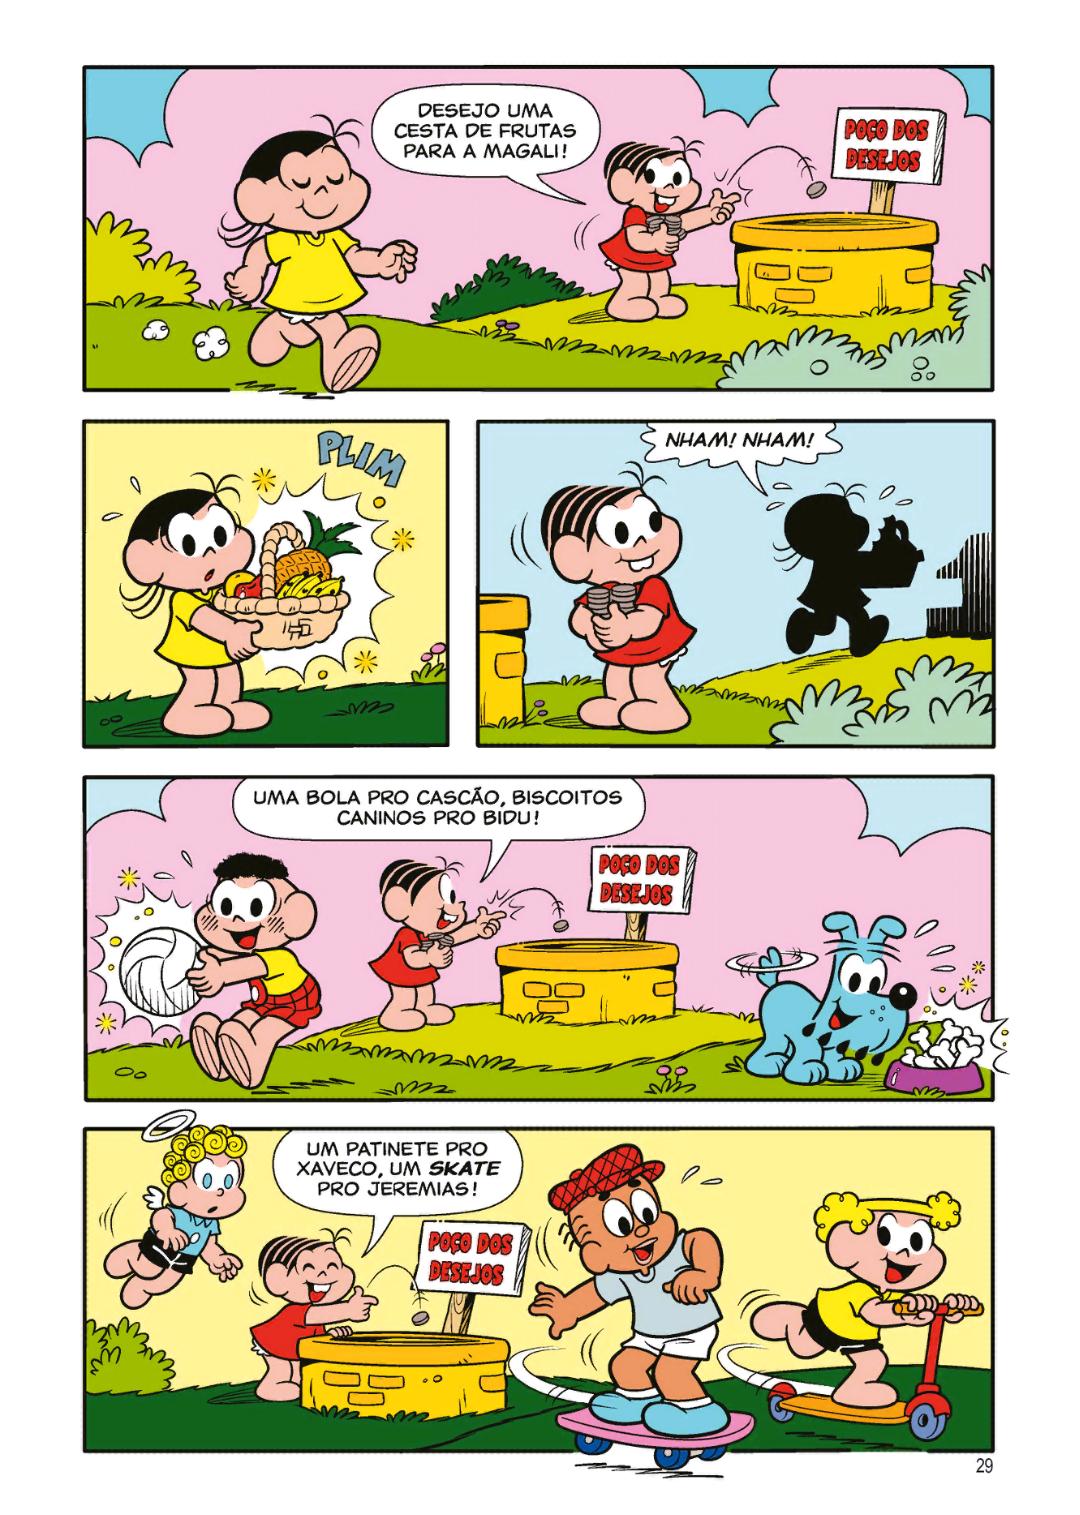 DESEJO UMA
CESTA DE FRUTAS
PARA A MAGALI!
POÇO DOS
DESEJOS
PLIM
NHAM! NHAM!
UMA BOLA PRO CASCÃO, BISCOITOS
CANINOS PRO BIDU!
POÇO DOS
DESEJOS
UM PATINETE PRO
XAVECO, UM SKATE
PRO JEREMIAS!
POÇO DOS
DESEJOS
29